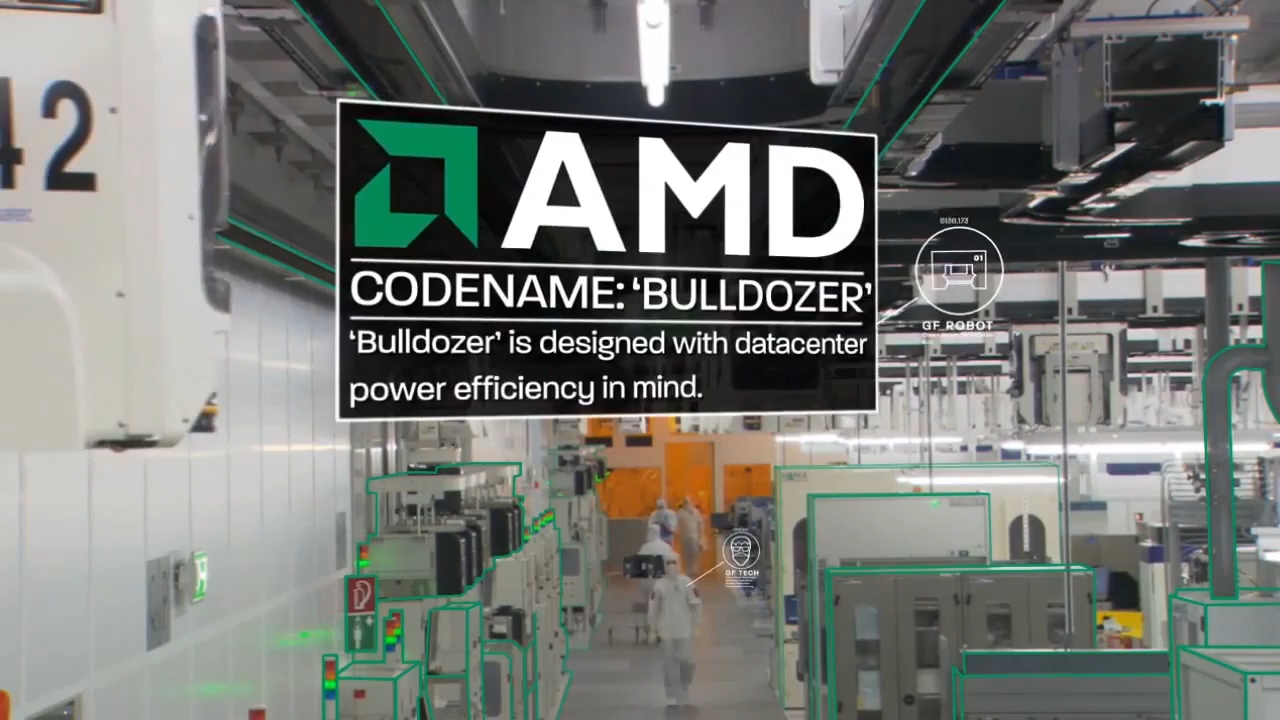 42
AMD
CODENAME: ‘BULLDOZER’
‘Bulldozer’ is designed with datacenter
power efficiency in mind.
01
GF ROBOT
GF TECH